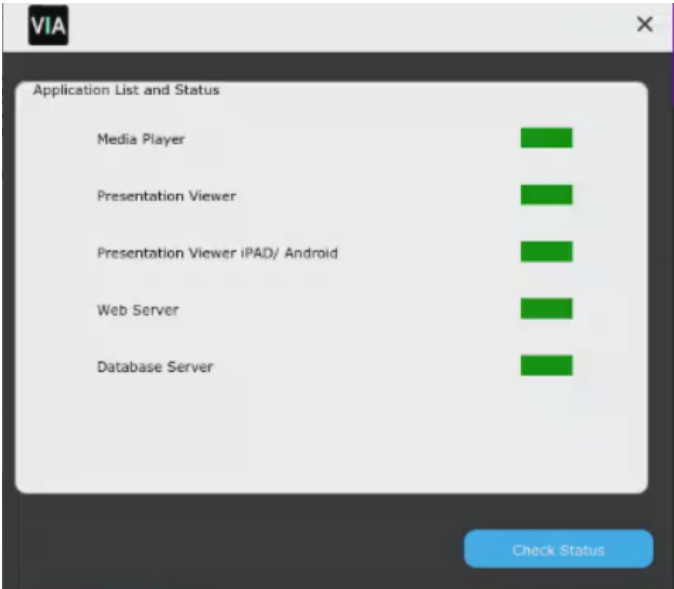 VIA
Application List and Status
Media Player
Presentation Viewer
Presentation Viewer iPAD/ Android
Web Server
Database Server
Check Status